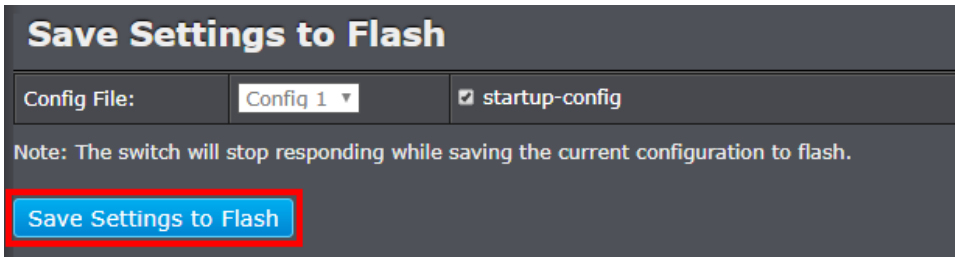 Save Settings to Flash
Config File: Config 1 startup-config
Note: The switch will stop responding while saving the current configuration to flash.
Save Settings to Flash